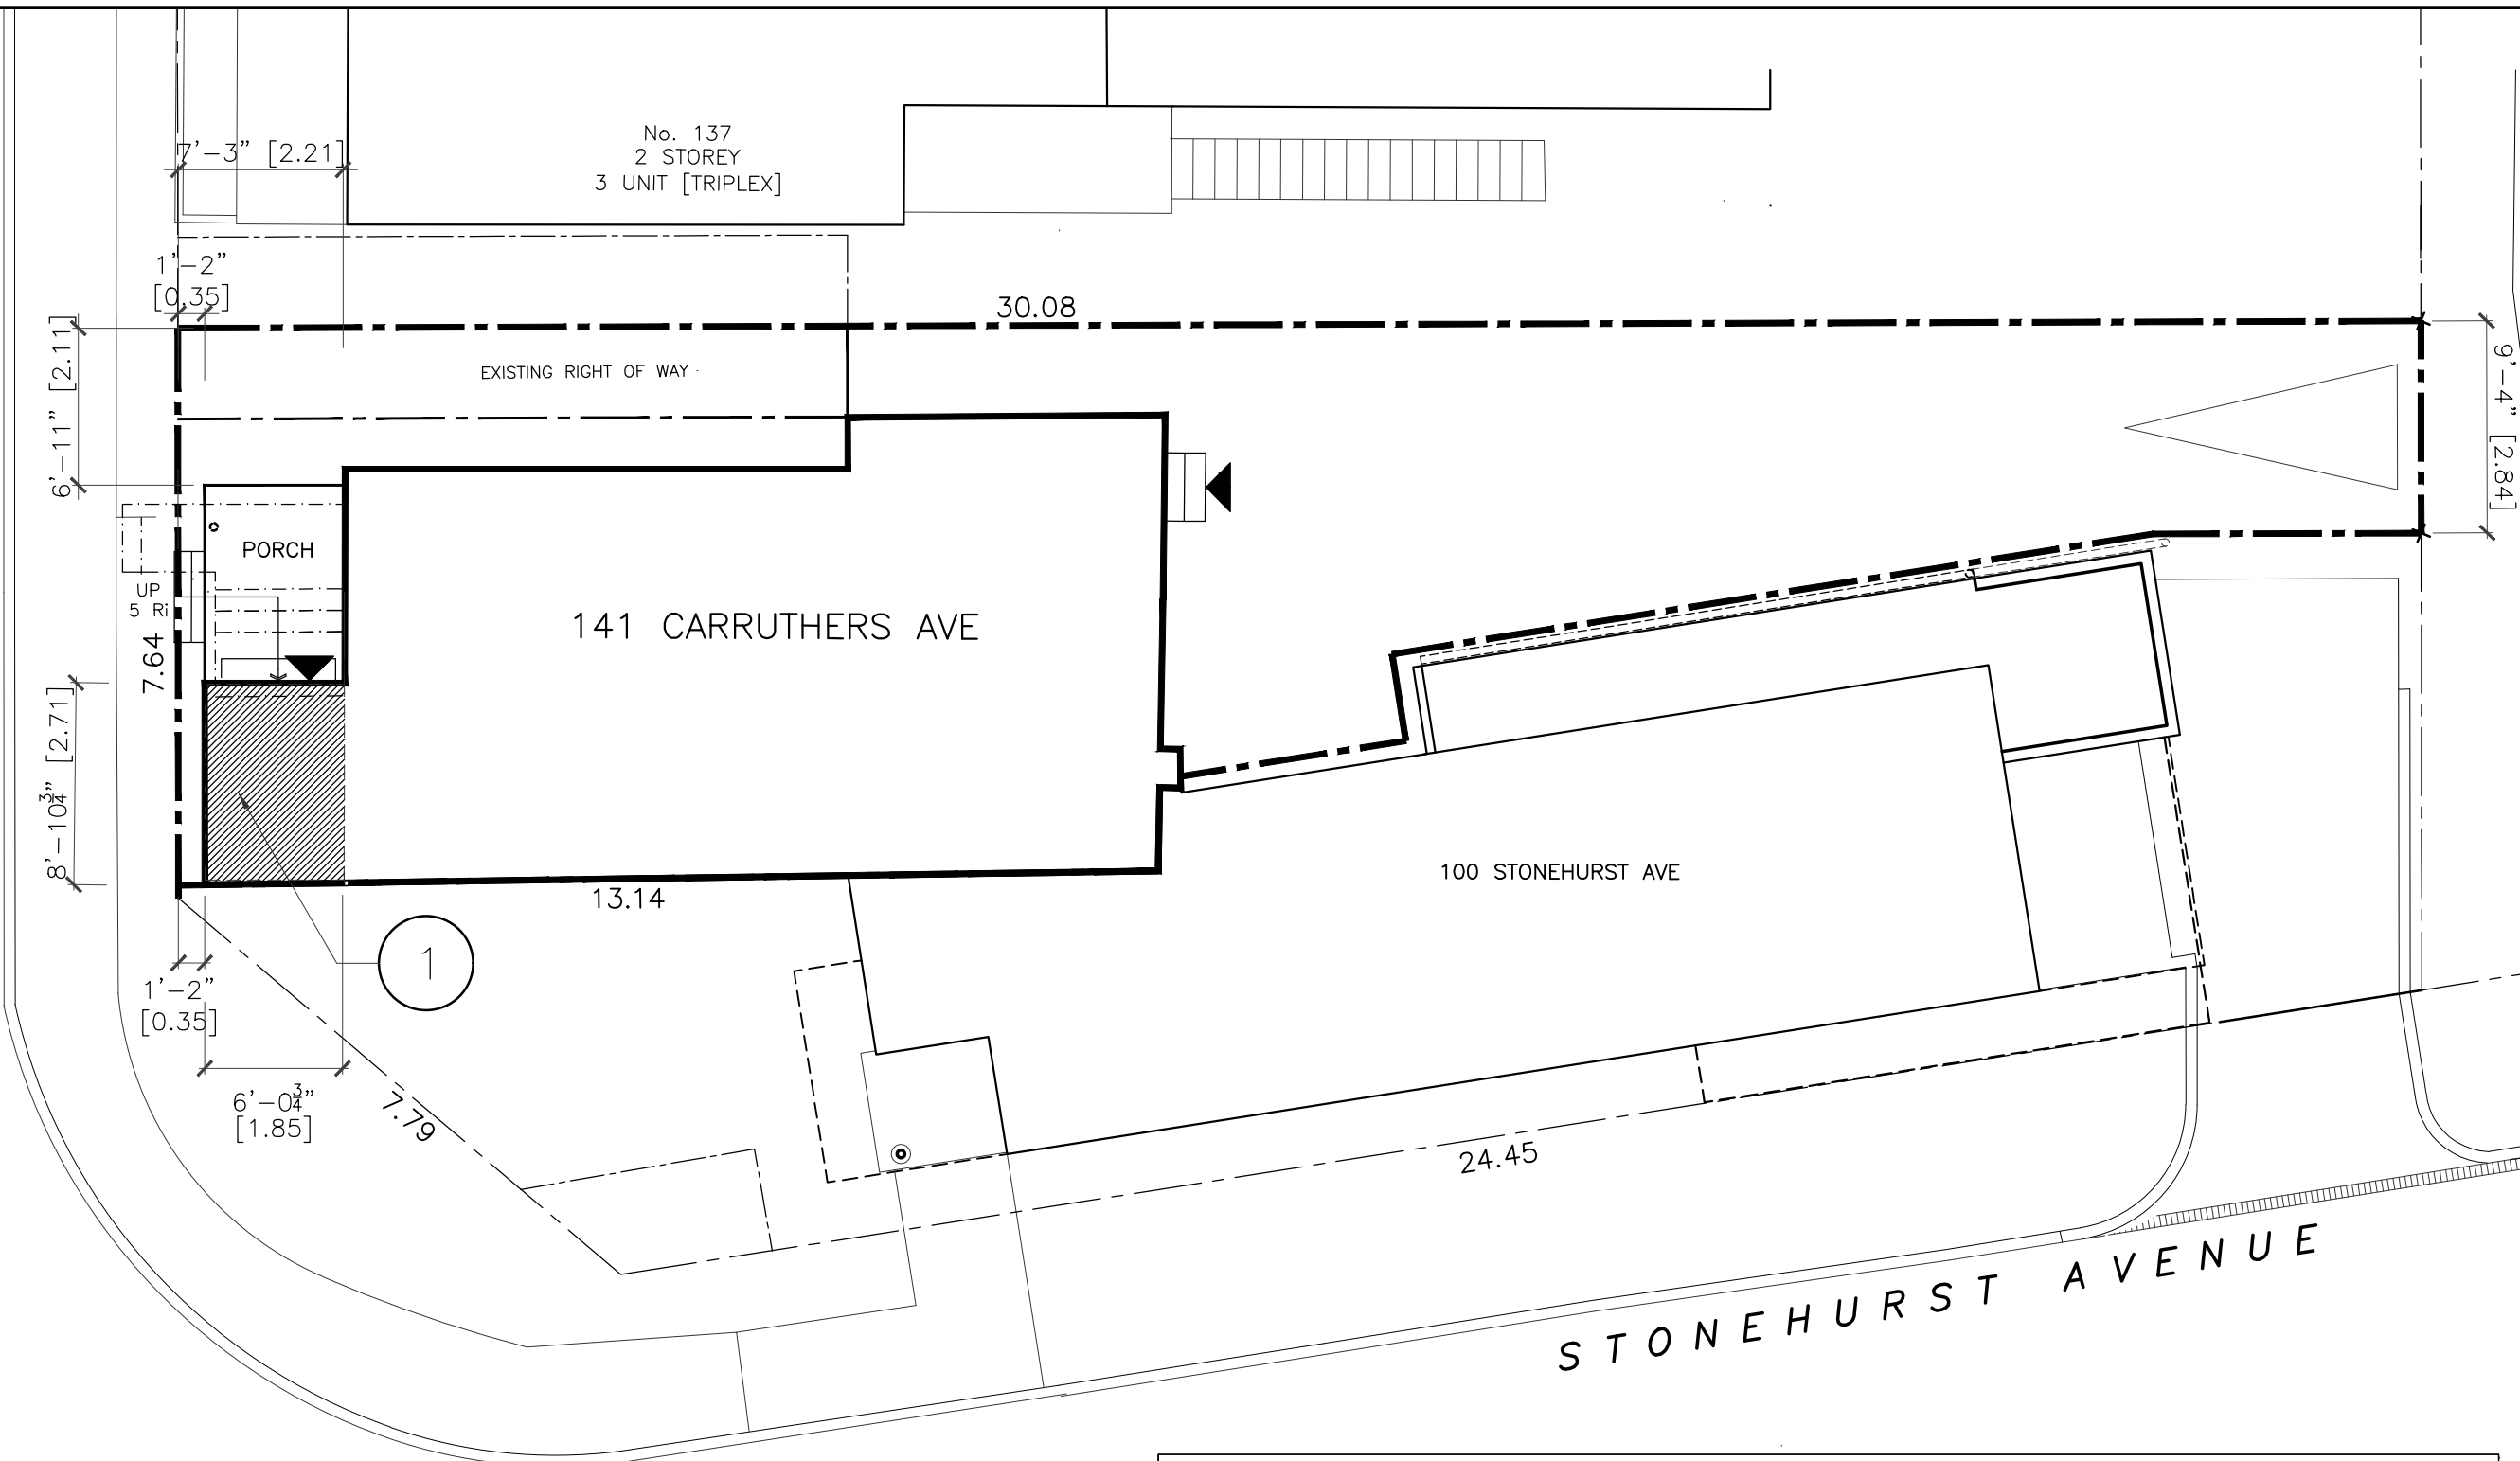 No. 137
2 STOREY
3 UNIT [TRIPLEX]
7'-3" [2.21]
1'-2"
[0.35]
30.08
6'-11" [2.11]
EXISTING RIGHT OF WAY
9'-4" [2.84]
PORCH
UP
5 Ri
7.64
141 CARRUTHERS AVE
8'-10¾" [2.71]
100 STONEHURST AVE
13.14
1
1'-2"
[0.35]
6'-0¾"
[1.85]
7.79
24.45
STONEHURST AVENUE